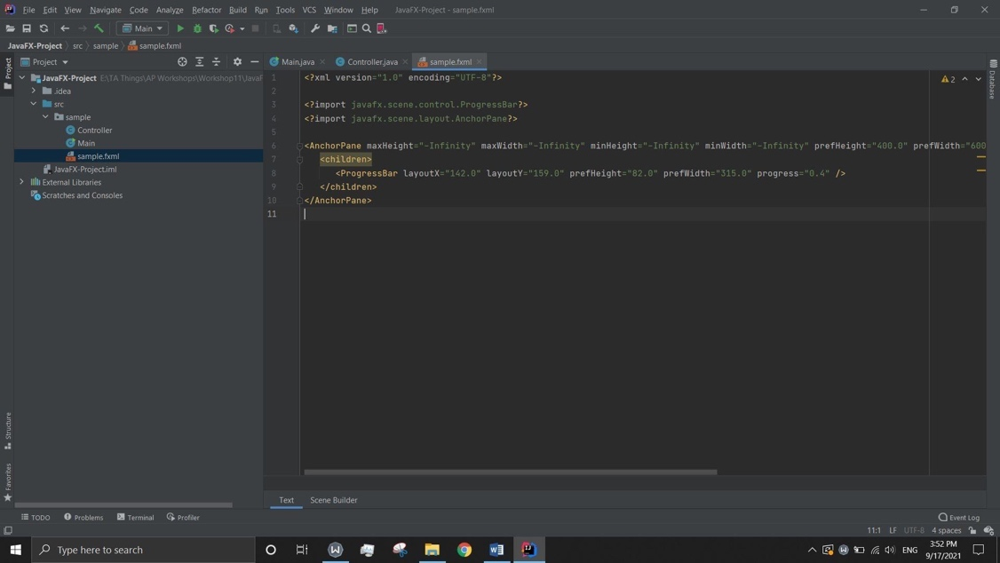 File Edit View Navigate Code Analyze Refactor Build Run Tools VCS Window Help JavaFX-Project - sample.fxml
Main
JavaFX-Project src sample sample.fxml
Project
Project
JavaFX-Project E:\TA Things\AP Workshops\Workshop11\JavaF
.idea
src
sample
Controller
Main
sample.fxml
JavaFX-Project.iml
External Libraries
Scratches and Consoles
Structure
Favorites
Main.java Controller.java sample.fxml
1 <?xml version="1.0" encoding="UTF-8"?>
2
3 <?import javafx.scene.control.ProgressBar?>
4 <?import javafx.scene.layout.AnchorPane?>
5
6 <AnchorPane maxHeight="-Infinity" maxWidth="-Infinity" minHeight="-Infinity" minWidth="-Infinity" prefHeight="400.0" prefWidth="600
7 <children>
8 <ProgressBar layoutX="142.0" layoutY="159.0" prefHeight="82.0" prefWidth="315.0" progress="0.4" />
9 </children>
10 </AnchorPane>
11
2
Database
Text Scene Builder
TODO Problems Terminal Profiler Event Log
11:1 LF UTF-8 4 spaces
Type here to search
ENG
3:52 PM
9/17/2021